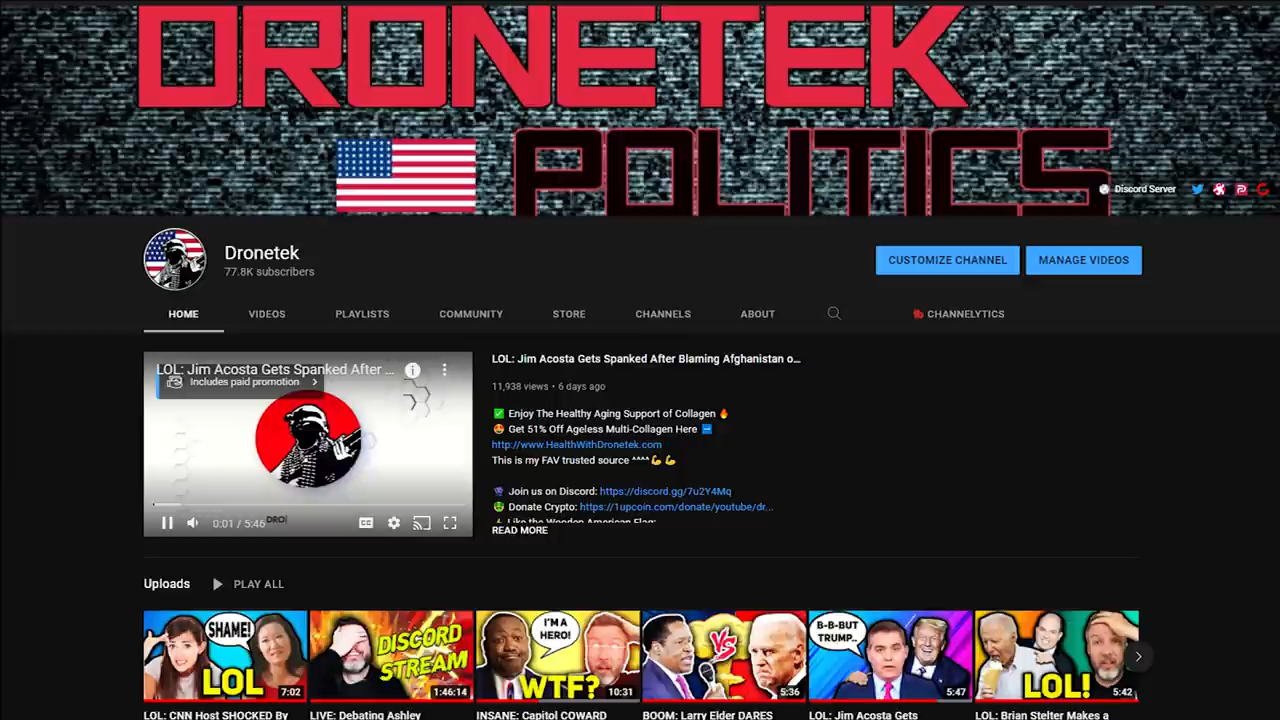 DRONETEK
POLITICS
Discord Server
Dronetek
77.8K subscribers
CUSTOMIZE CHANNEL
MANAGE VIDEOS
HOME
VIDEOS
PLAYLISTS
COMMUNITY
STORE
CHANNELS
ABOUT
CHANNELYTICS
LOL: Jim Acosta Gets Spanked After ...
Includes paid promotion
0:01 / 5:46
DRO
CC
LOL: Jim Acosta Gets Spanked After Blaming Afghanistan o...
11,938 views • 6 days ago
✅ Enjoy The Healthy Aging Support of Collagen 🔥
🤩 Get 51% Off Ageless Multi-Collagen Here ➡️
http://www.HealthWithDronetek.com
This is my FAV trusted source ^^^^💪 💪
Join us on Discord: https://discord.gg/7u2Y4Mq
🤑 Donate Crypto: https://1upcoin.com/donate/youtube/dr...
Like the Wooden American Flag:
READ MORE
Uploads
PLAY ALL
SHAME!
LOL
7:02
DISCORD
STREAM
1:46:14
I'M A
HERO!
WTF?
10:31
VS
5:36
B-B-BUT
TRUMP..
5:47
LOL!
5:42
LOL: CNN Host SHOCKED By
LIVE: Debating Ashley
INSANE: Capitol COWARD
BOOM: Larry Elder DARES
LOL: Jim Acosta Gets
LOL: Brian Stelter Makes a